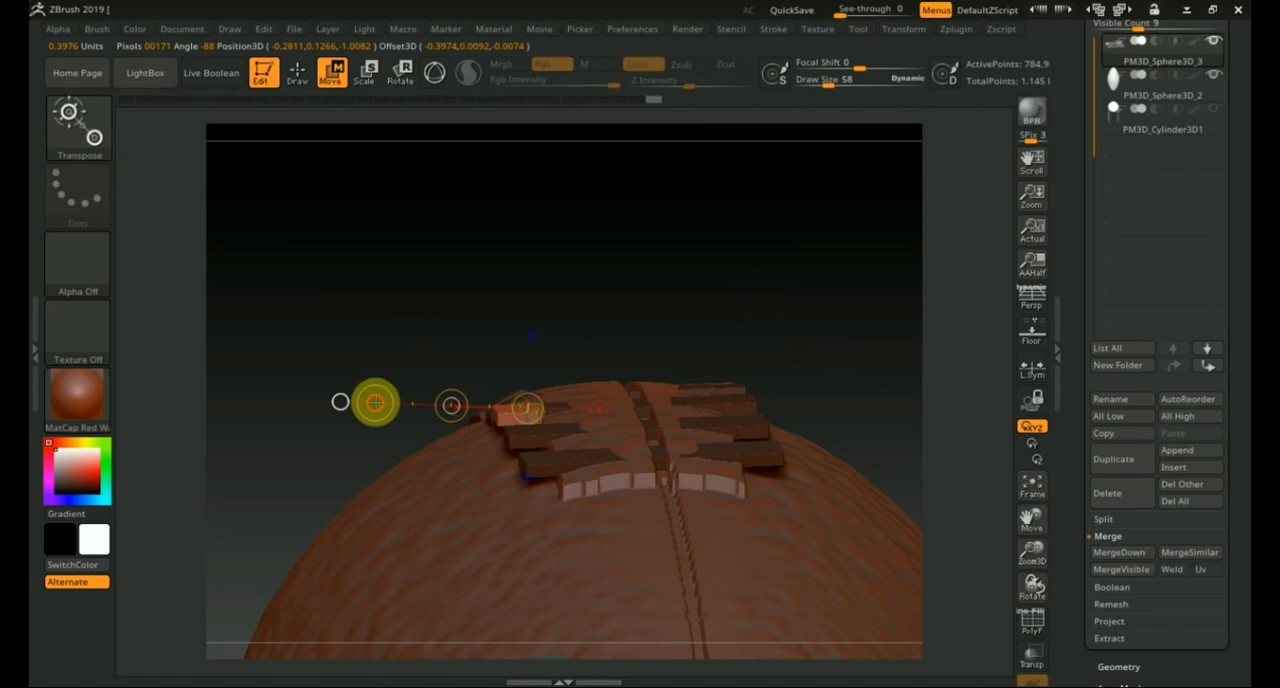 ZBrush 2019 [
AC QuickSave See-through 0 Menus DefaultZScript
Alpha Brush Color Document Draw Edit File Layer Light Macro Marker Material Movie Picker Preferences Render Stencil Stroke Texture Tool Transform Zplugin Zscript
0.3976 Units Pixols 00171 Angle -88 Position3D ( -0.2811,0.1266,-1.0082 ) Offset3D ( -0.3974,0.0092,-0.0074 )
Home Page LightBox Live Boolean Edit Draw Move Scale Rotate
Mrgb Rgb M Zadd Zsub Zcut
Rgb Intensity Z Intensity
S Focal Shift 0
Draw Size 58 Dynamic D
ActivePoints: 784,9
TotalPoints: 1.145
Transpose
Dots
Alpha Off
Texture Off
MatCap Red W
Gradient
SwitchColor
Alternate
BPR
SPix 3
Scroll
Zoom
Actual
AAHalf
Dynamic
Persp
Floor
L.Sym
XYZ
Frame
Move
Zoom3D
Rotate
PolyF
Transp
Visible Count 9
PM3D_Sphere3D_3
PM3D_Sphere3D_2
PM3D_Cylinder3D1
List All
New Folder
Rename AutoReorder
All Low All High
Copy Paste
Duplicate Append
Insert
Delete Del Other
Del All
Split
Merge
MergeDown MergeSimilar
MergeVisible Weld Uv
Boolean
Remesh
Project
Extract
Geometry